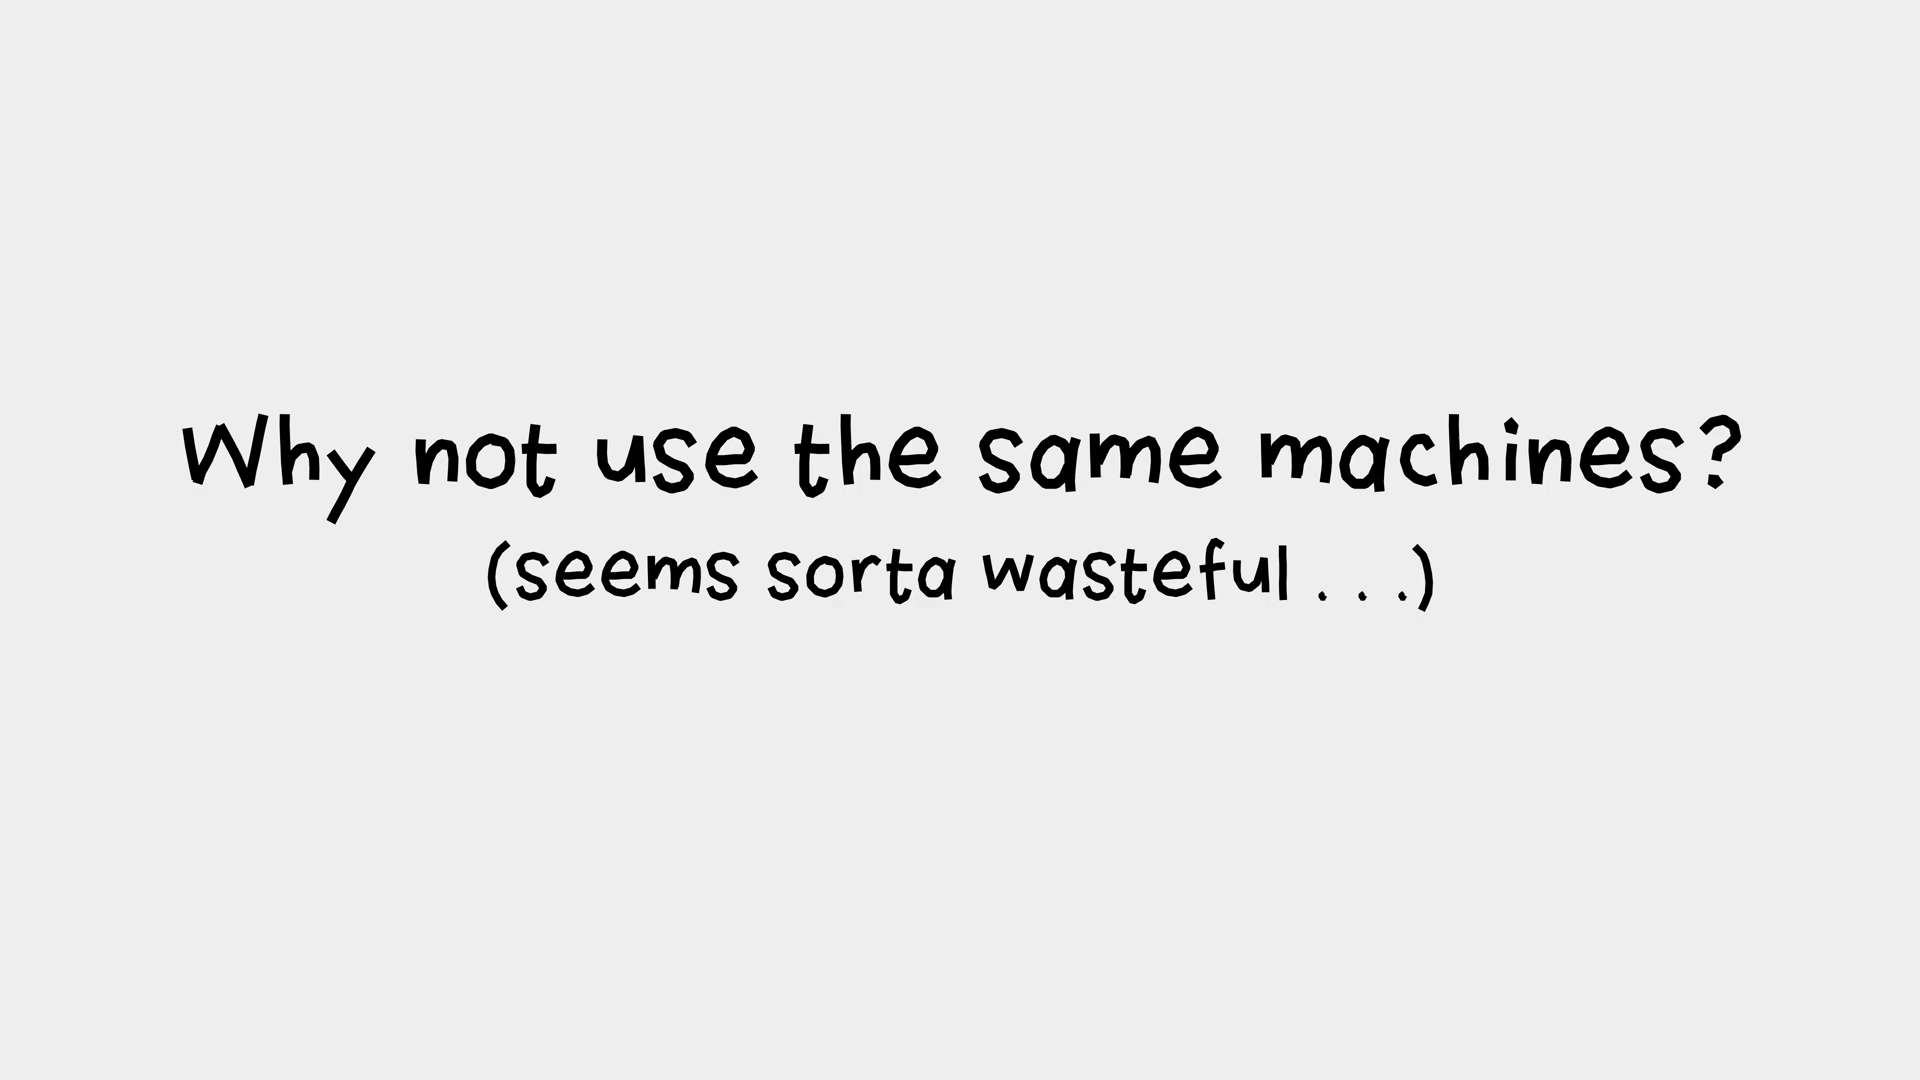 Why not use the same machines?
(seems sorta wasteful . . .)